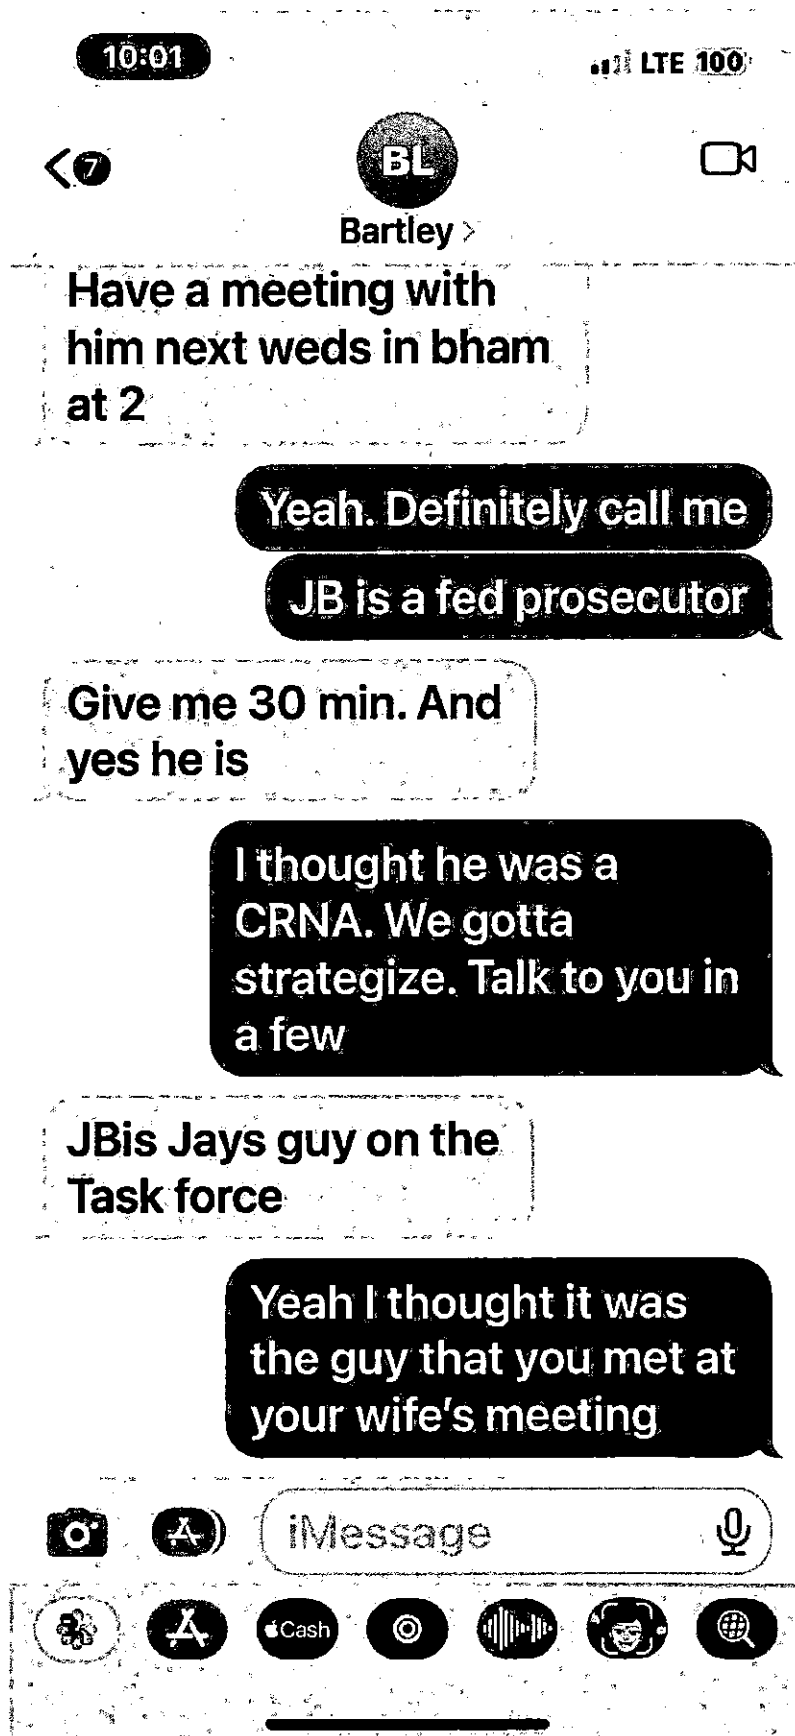 10:01
LTE 100
7
BL
Bartley >
Have a meeting with
him next weds in bham
at 2
Yeah. Definitely call me
JB is a fed prosecutor
Give me 30 min. And
yes he is
I thought he was a
CRNA. We gotta
strategize. Talk to you in
a few
JBis Jays guy on the
Task force
Yeah I thought it was
the guy that you met at
your wife's meeting
iMessage
Cash